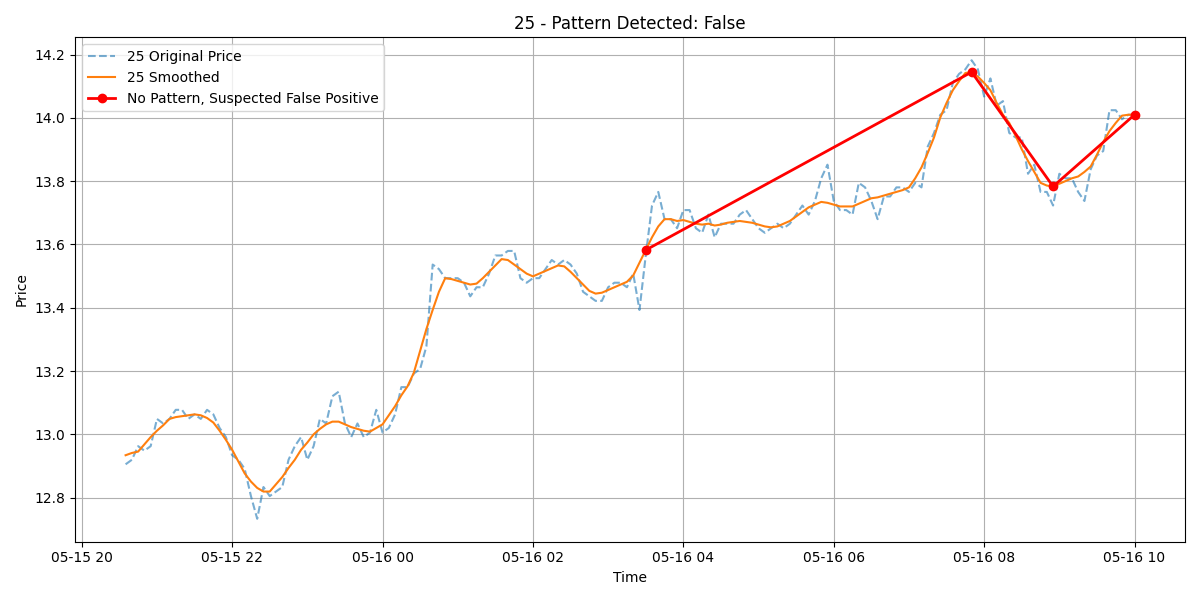 25 - Pattern Detected: False
25 Original Price
25 Smoothed
No Pattern, Suspected False Positive
Price
14.2
14.0
13.8
13.6
13.4
13.2
13.0
12.8
05-15 20 05-15 22 05-16 00 05-16 02 05-16 04 05-16 06 05-16 08 05-16 10
Time